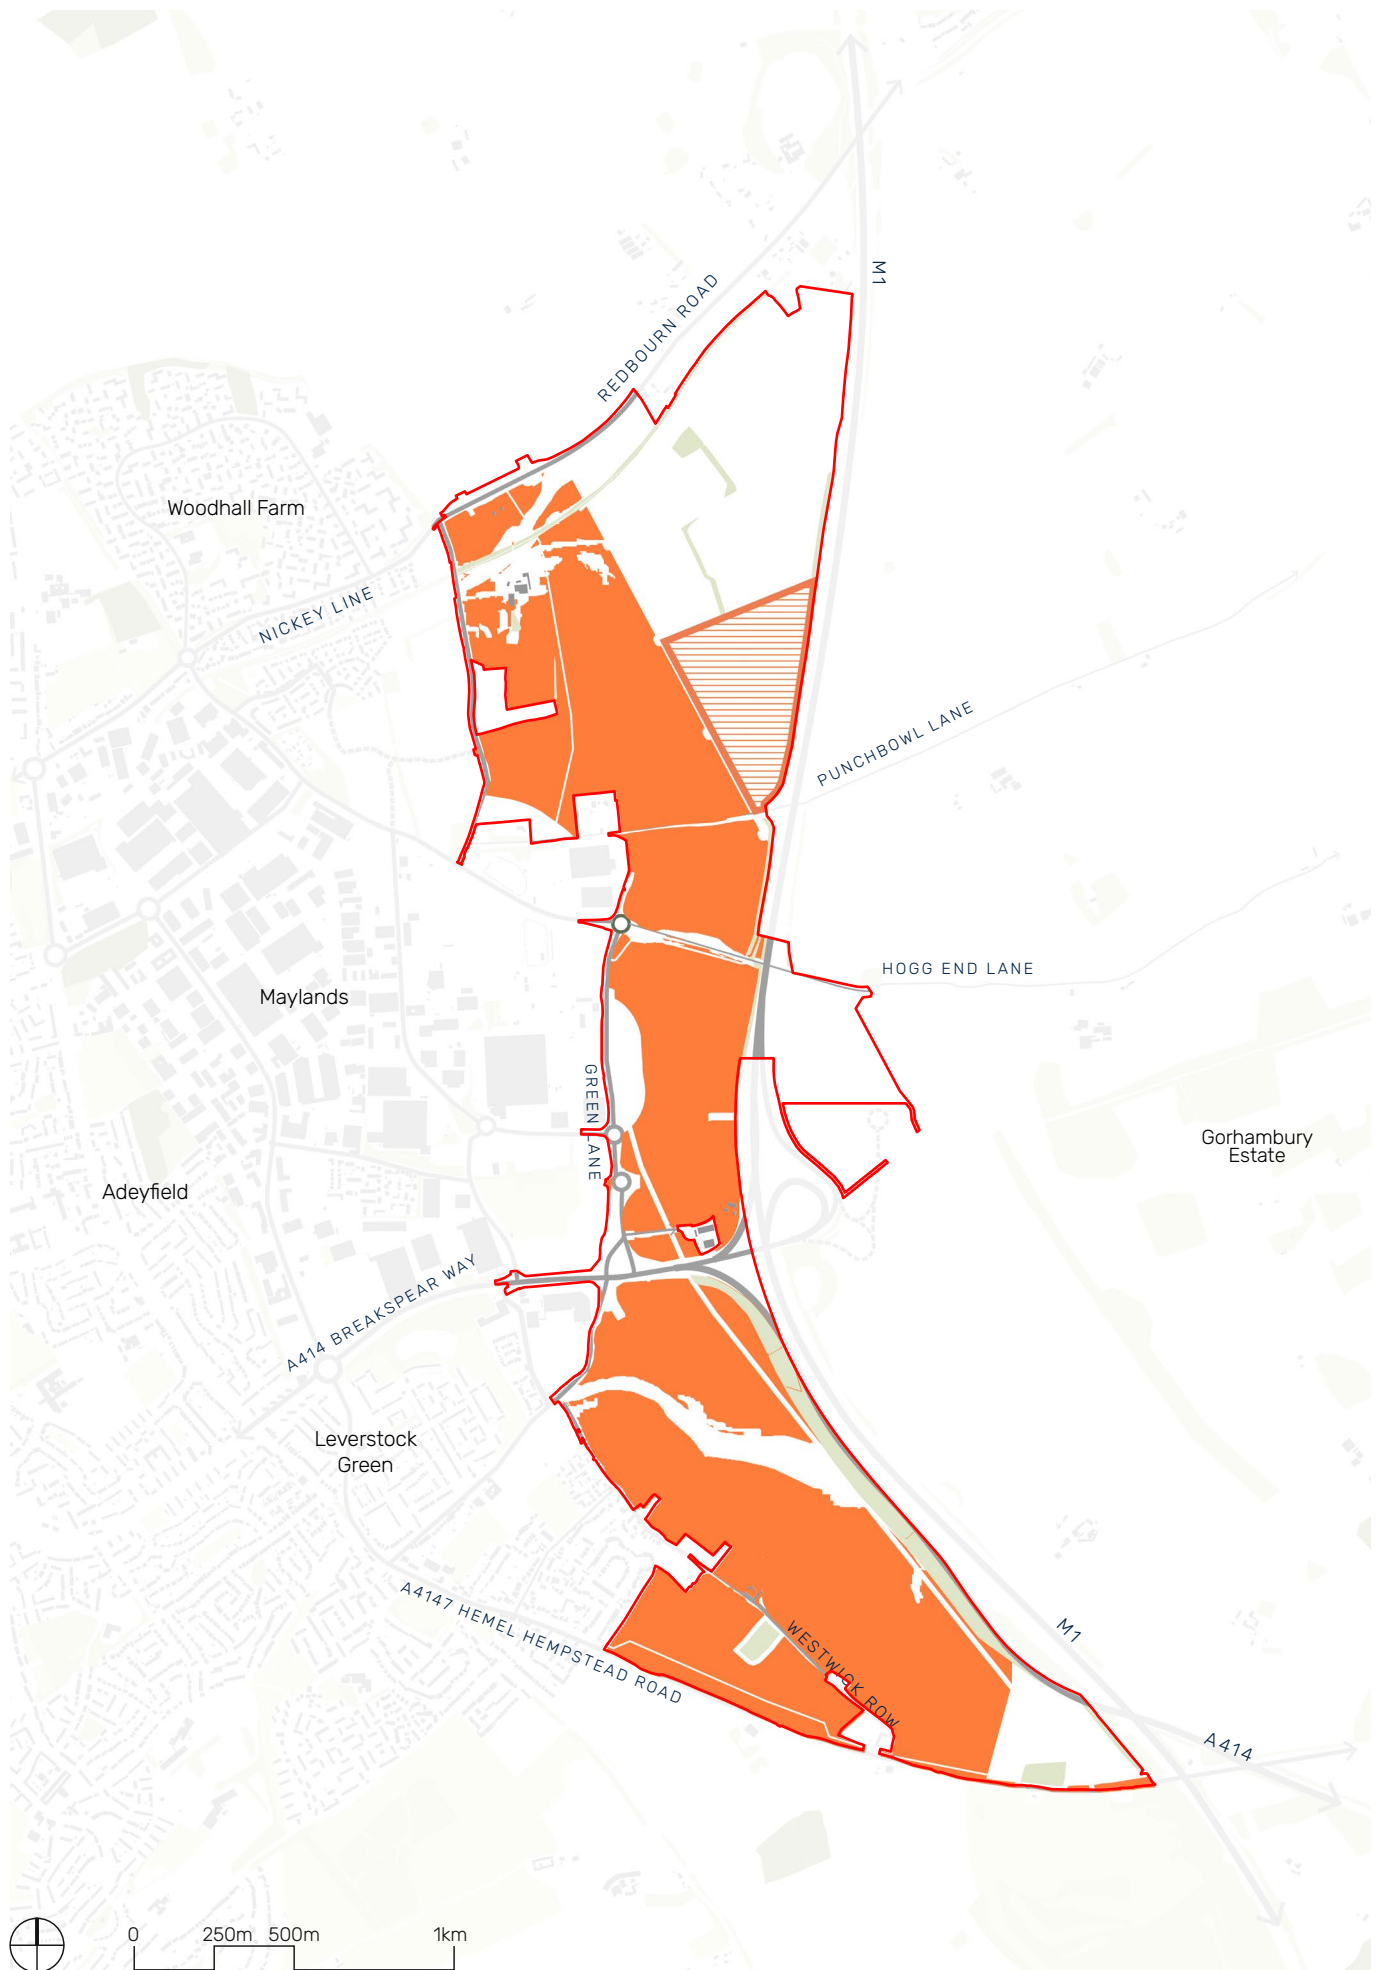 M1
REDBOURN ROAD
Woodhall Farm
NICKEY LINE
PUNCHBOWL LANE
HOGG END LANE
Maylands
GREEN LANE
Gorhambury
Estate
Adeyfield
A414 BREAKSPEAR WAY
Leverstock
Green
A4147 HEMEL HEMPSTEAD ROAD
WESTWICK ROW
M1
A414
0 250m 500m 1km